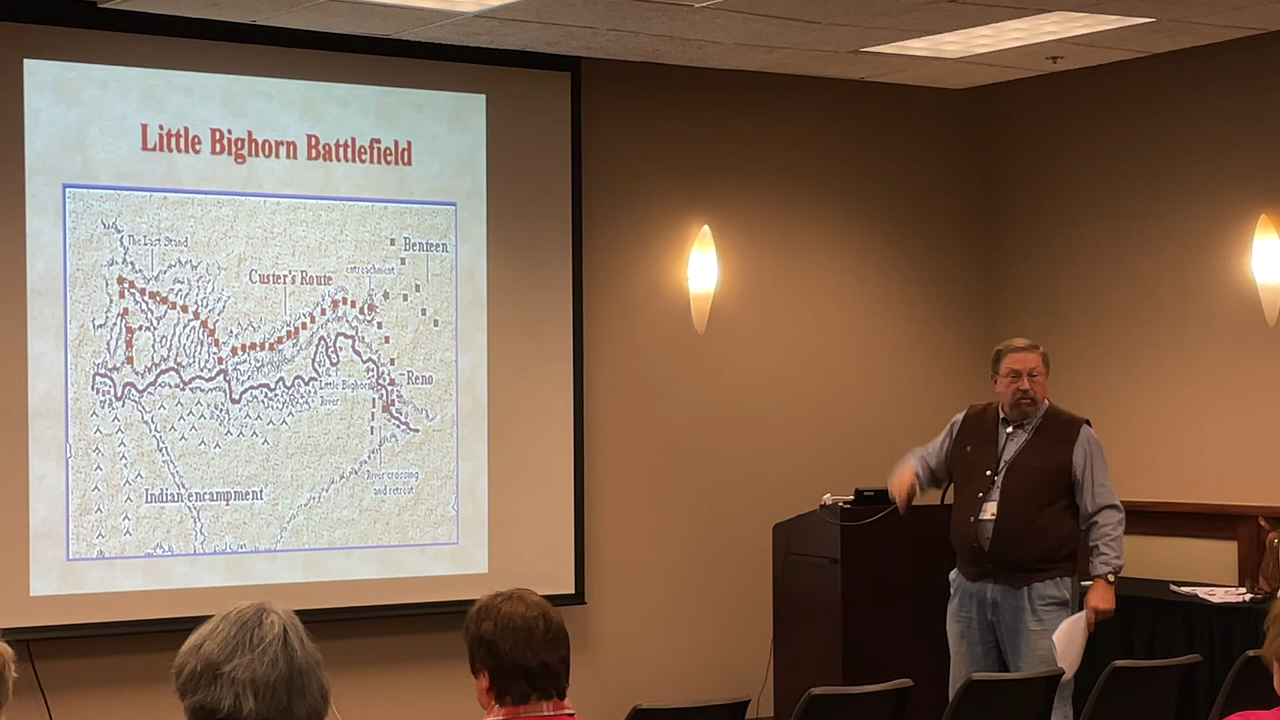 Little Bighorn Battlefield
The Last Stand
Benteen
Custer's Route
entreachment
Little Bighorn
River
Reno
River crossing
and retreat
Indian encampment